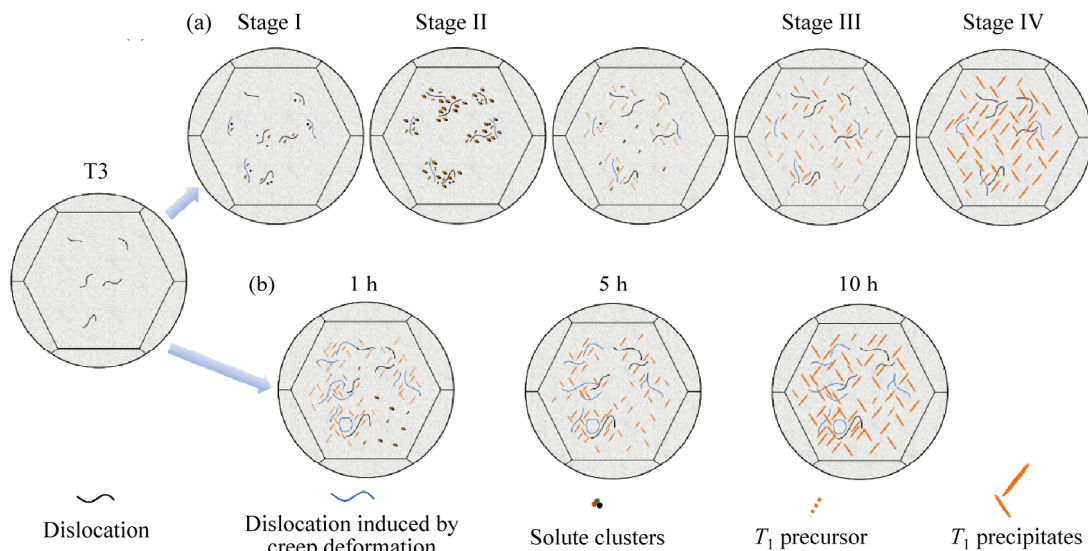 (a)
Stage I
Stage II
Stage III
Stage IV
T3
(b)
1 h
5 h
10 h
Dislocation
Dislocation induced by
creep deformation
Solute clusters
T₁ precursor
T₁ precipitates